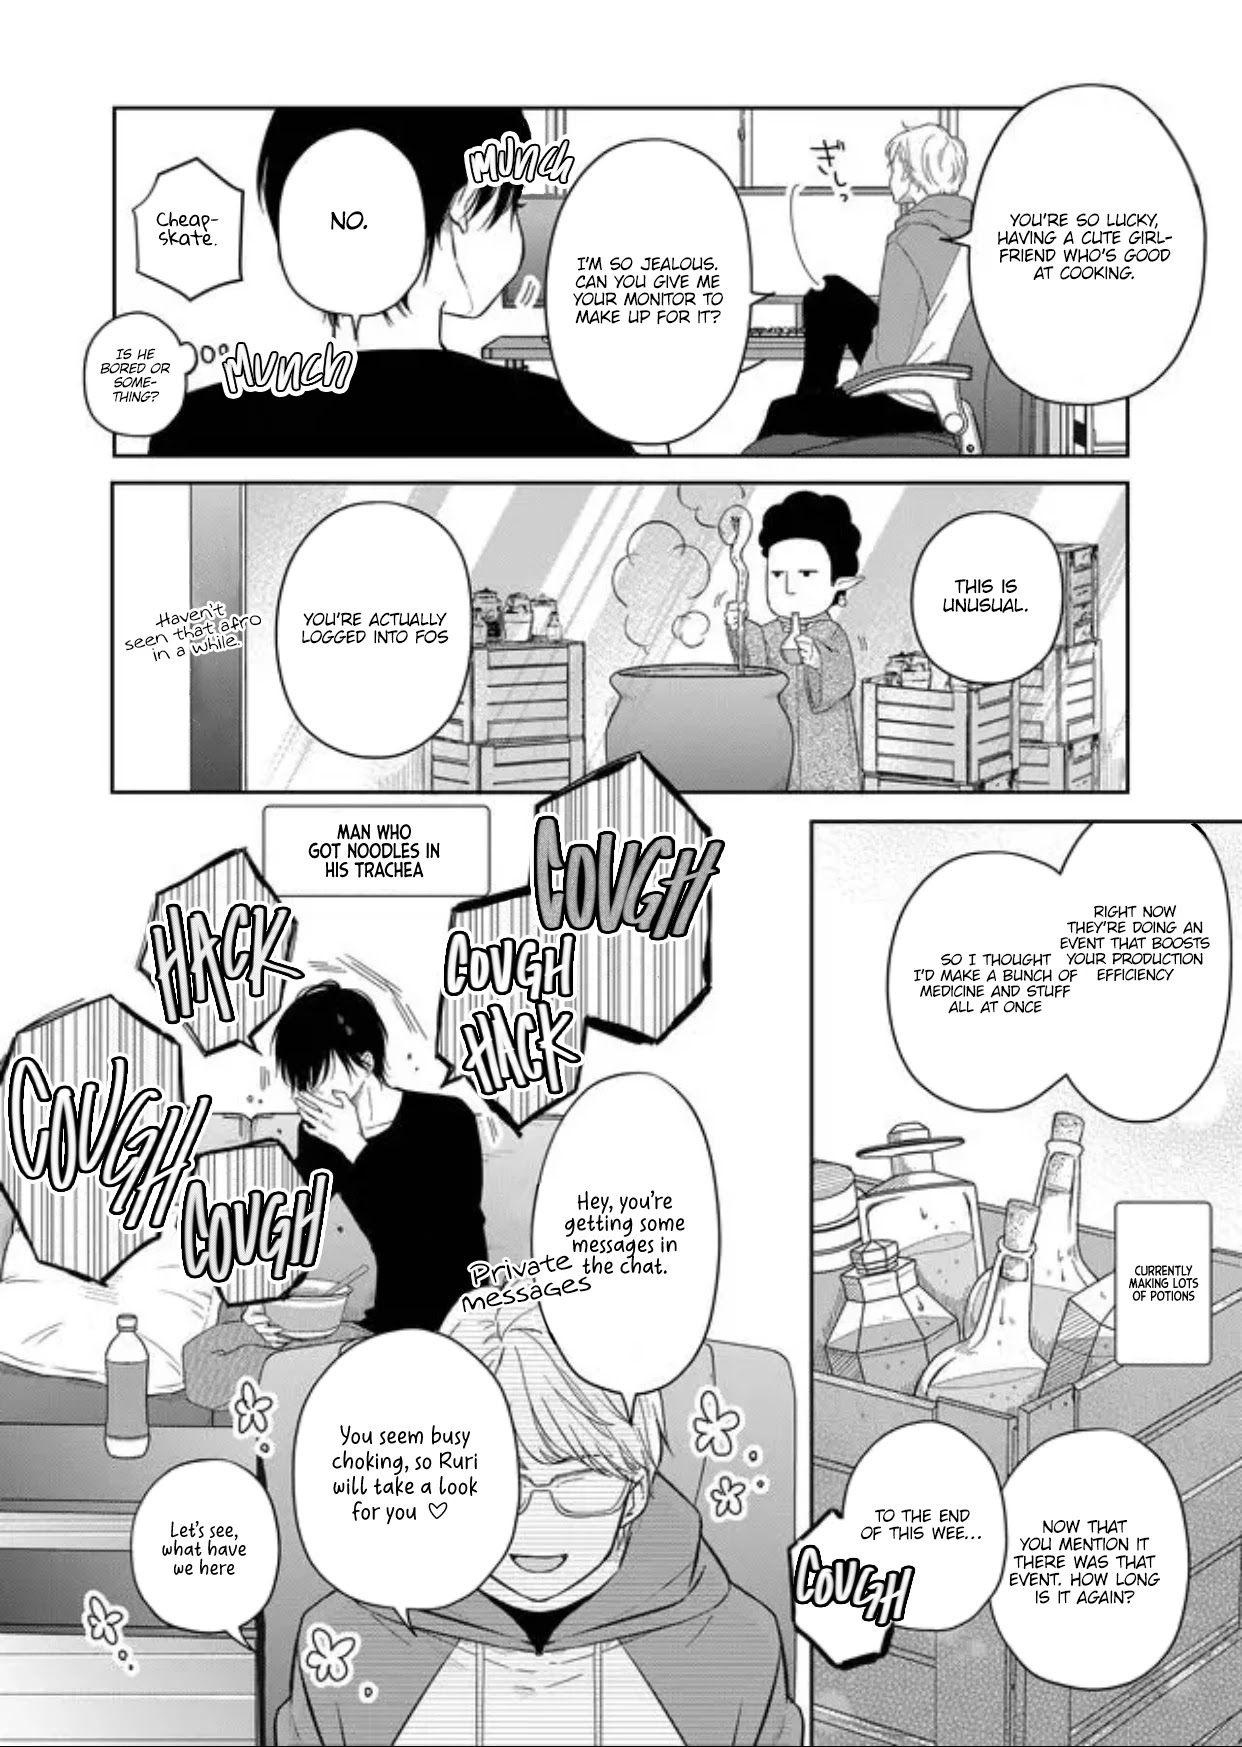 YOU'RE SO LUCKY,
HAVING A CUTE GIRL-
FRIEND WHO'S GOOD
AT COOKING.
ぎしっ
I'M SO JEALOUS.
CAN YOU GIVE ME
YOUR MONITOR TO
MAKE UP FOR IT?
MUNCH
NO.
Cheap-
skate.
MUNCH
IS HE
BORED OR
SOME-
THING?
THIS IS
UNUSUAL.
YOU'RE ACTUALLY
LOGGED INTO FOS
Haven't
seen that afro
in a while.
RIGHT NOW
THEY'RE DOING AN
EVENT THAT BOOSTS
YOUR PRODUCTION
EFFICIENCY
SO I THOUGHT
I'D MAKE A BUNCH OF
MEDICINE AND STUFF
ALL AT ONCE
CURRENTLY
MAKING LOTS
OF POTIONS
NOW THAT
YOU MENTION IT
THERE WAS THAT
EVENT. HOW LONG
IS IT AGAIN?
TO THE END
OF THIS WEE...
COUGH
MAN WHO
GOT NOODLES IN
HIS TRACHEA
COUGH
COUGH
HACK
HACK
COUGH
COUGH
Hey, you're
getting some
messages in
the chat.
Private
messages
You seem busy
choking, so Ruri
will take a look
for you ♡
Let's see,
what have
we here